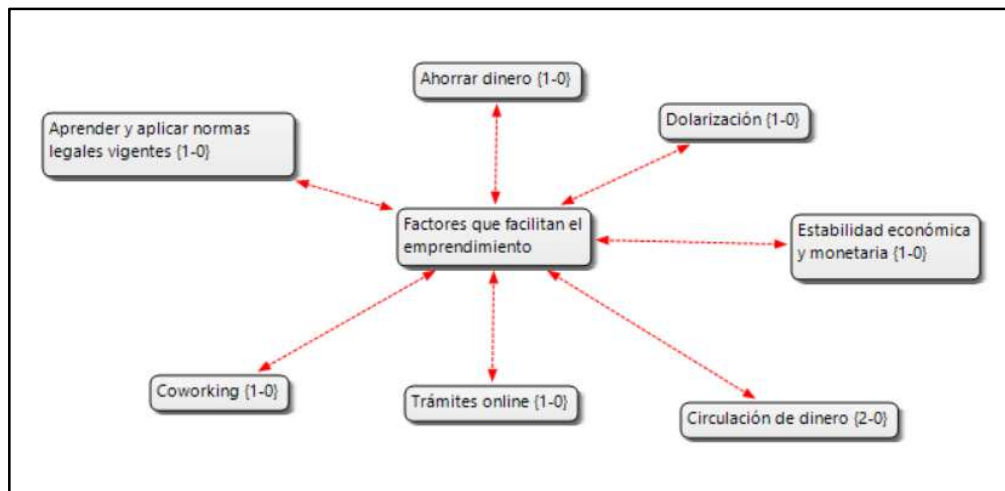 Ahorrar dinero {1-0}
Aprender y aplicar normas
legales vigentes {1-0}
Dolarización {1-0}
Factores que facilitan el
emprendimiento
Estabilidad económica
y monetaria {1-0}
Coworking {1-0}
Trámites online {1-0}
Circulación de dinero {2-0}